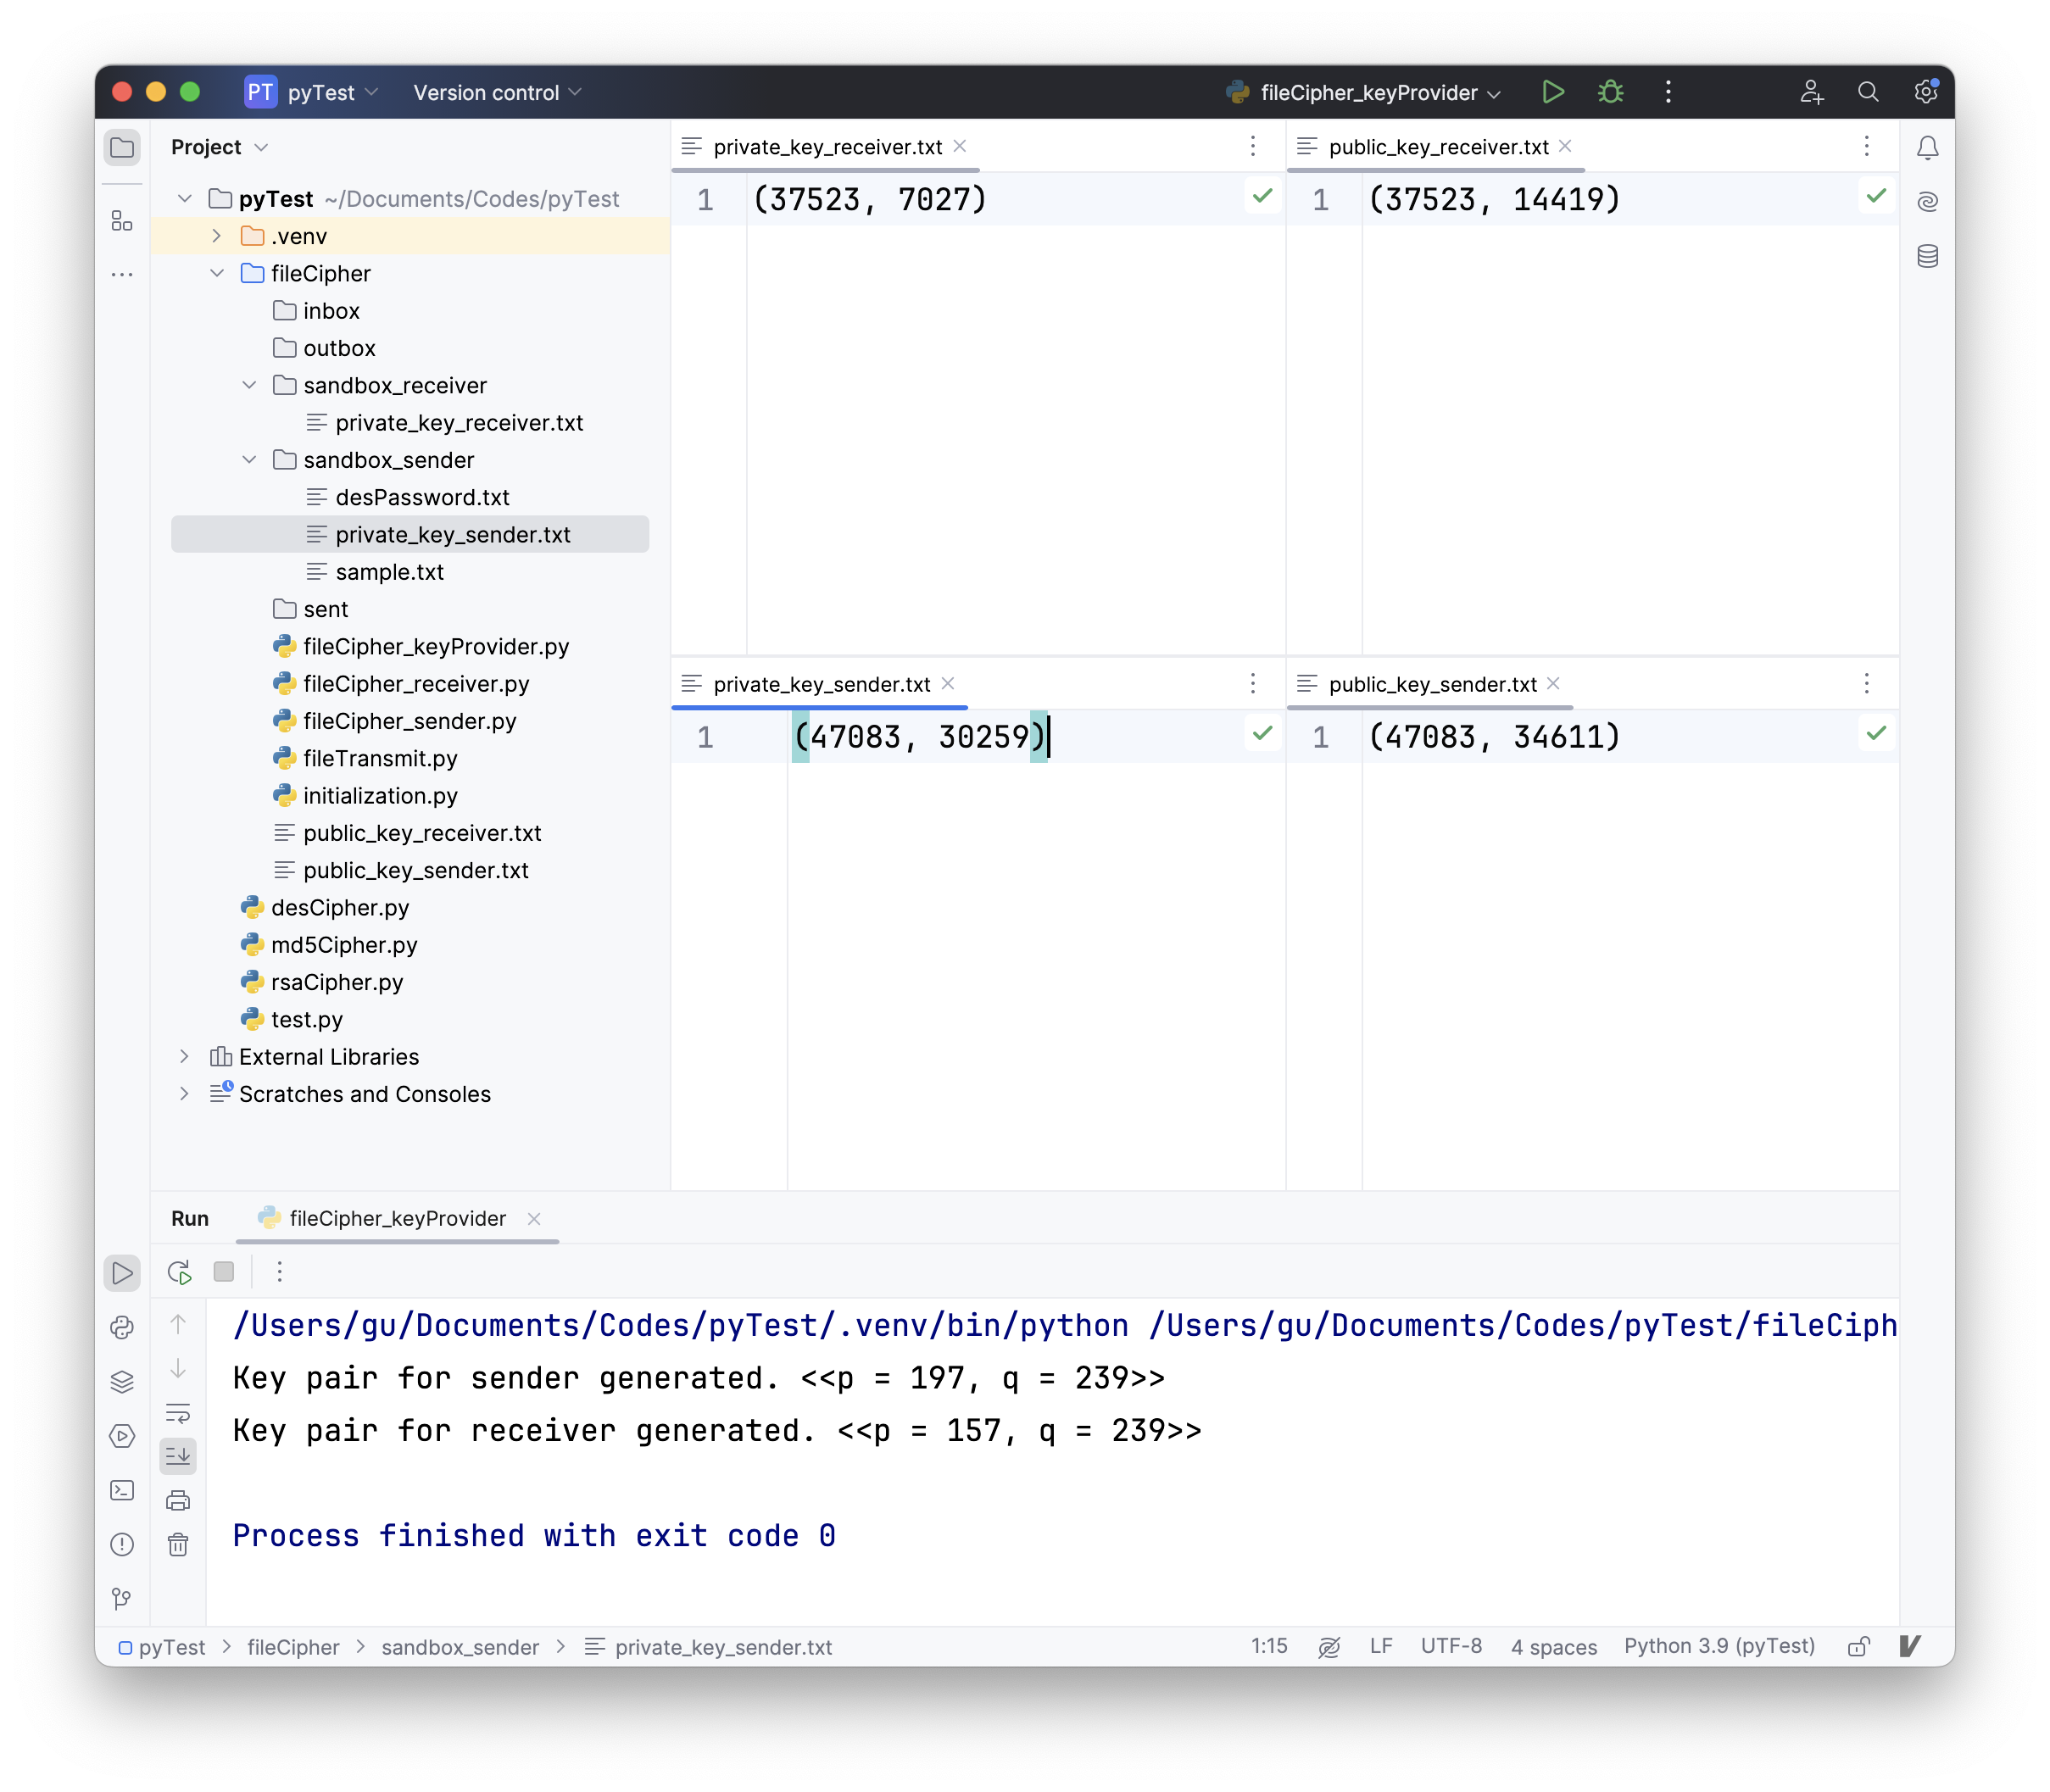 PT pyTest Version control fileCipher_keyProvider
Project
pyTest ~/Documents/Codes/pyTest
.venv
fileCipher
inbox
outbox
sandbox_receiver
private_key_receiver.txt
sandbox_sender
desPassword.txt
private_key_sender.txt
sample.txt
sent
fileCipher_keyProvider.py
fileCipher_receiver.py
fileCipher_sender.py
fileTransmit.py
initialization.py
public_key_receiver.txt
public_key_sender.txt
desCipher.py
md5Cipher.py
rsaCipher.py
test.py
External Libraries
Scratches and Consoles
private_key_receiver.txt
1 (37523, 7027)
public_key_receiver.txt
1 (37523, 14419)
private_key_sender.txt
1 (47083, 30259)
public_key_sender.txt
1 (47083, 34611)
Run fileCipher_keyProvider
/Users/gu/Documents/Codes/pyTest/.venv/bin/python /Users/gu/Documents/Codes/pyTest/fileCiph
Key pair for sender generated. <<p = 197, q = 239>>
Key pair for receiver generated. <<p = 157, q = 239>>
Process finished with exit code 0
pyTest > fileCipher > sandbox_sender > private_key_sender.txt 1:15 LF UTF-8 4 spaces Python 3.9 (pyTest)